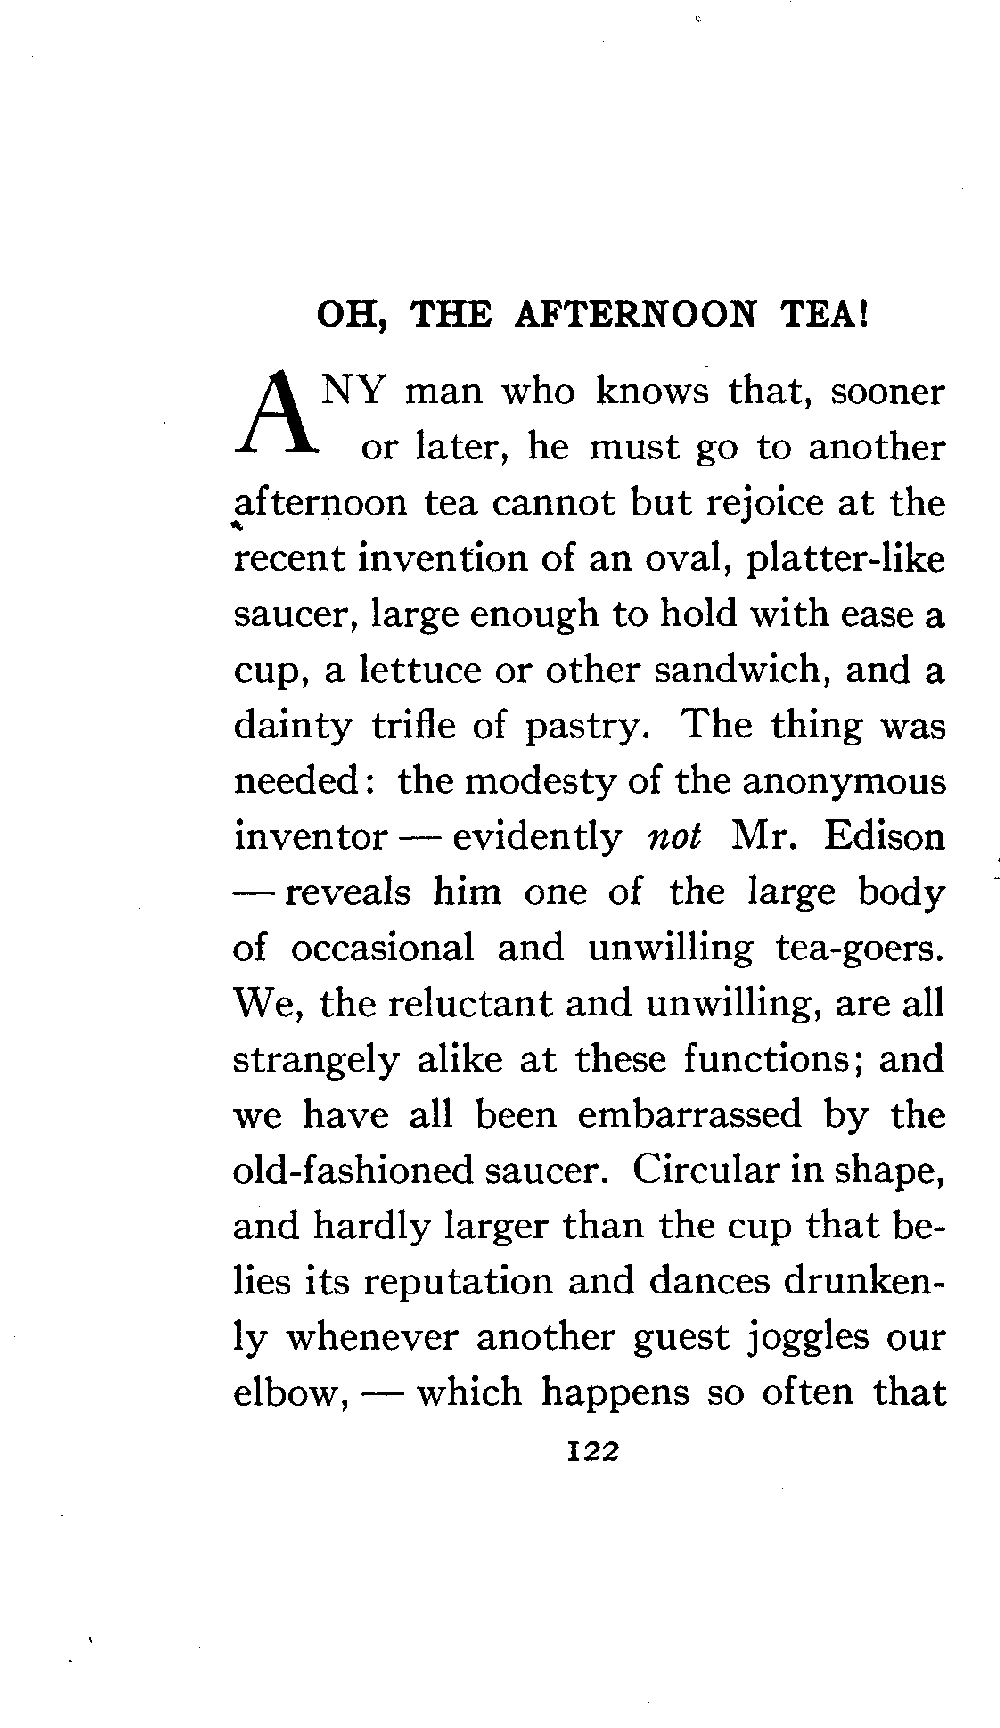 OH, THE AFTERNOON TEA!
ANY man who knows that, sooner
or later, he must go to another
afternoon tea cannot but rejoice at the
recent invention of an oval, platter-like
saucer, large enough to hold with ease a
cup, a lettuce or other sandwich, and a
dainty trifle of pastry. The thing was
needed: the modesty of the anonymous
inventor — evidently not Mr. Edison
— reveals him one of the large body
of occasional and unwilling tea-goers.
We, the reluctant and unwilling, are all
strangely alike at these functions; and
we have all been embarrassed by the
old-fashioned saucer. Circular in shape,
and hardly larger than the cup that be-
lies its reputation and dances drunken-
ly whenever another guest joggles our
elbow, — which happens so often that
122